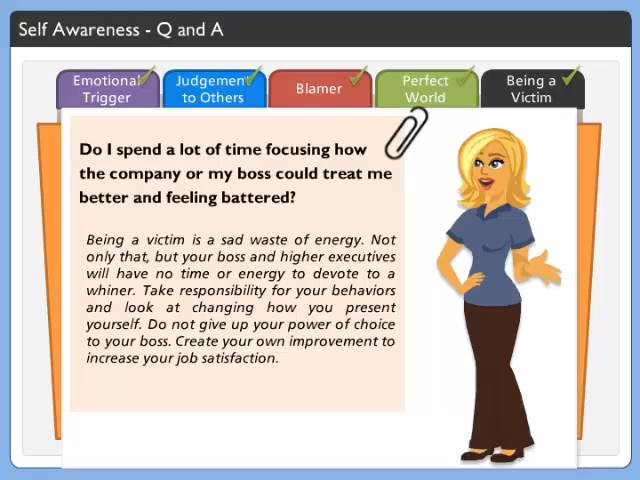 Self Awareness - Q and A
Emotional
Trigger
Judgement
to Others
Blamer
Perfect
World
Being a
Victim
Do I spend a lot of time focusing how
the company or my boss could treat me
better and feeling battered?
Being a victim is a sad waste of energy. Not
only that, but your boss and higher executives
will have no time or energy to devote to a
whiner. Take responsibility for your behaviors
and look at changing how you present
yourself. Do not give up your power of choice
to your boss. Create your own improvement to
increase your job satisfaction.